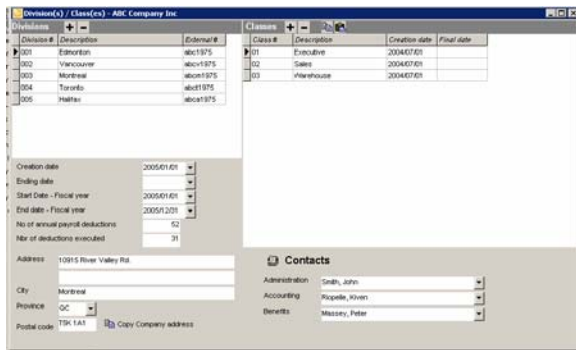 Division(s) / Class(es) - ABC Company Inc
Divisions
Division # Description External #
001 Edmonton abc1975
002 Vancouver abcv1975
003 Montreal abcm1975
004 Toronto abct1975
005 Halifax abca1975
Classes
Class # Description Creation date Final date
01 Executive 2004/07/01
02 Sales 2004/07/01
03 Warehouse 2004/07/01
Creation date 2005/01/01
Ending date
Start Date - Fiscal year 2005/01/01
End date - Fiscal year 2005/12/31
No of annual payroll deductions 52
Nbr of deductions executed 31
Address 10915 River Valley Rd.
City Montreal
Province QC
Postal code T5K 1A1 Copy Company address
Contacts
Administration Smith, John
Accounting Riopelle, Kiven
Benefits Massey, Peter